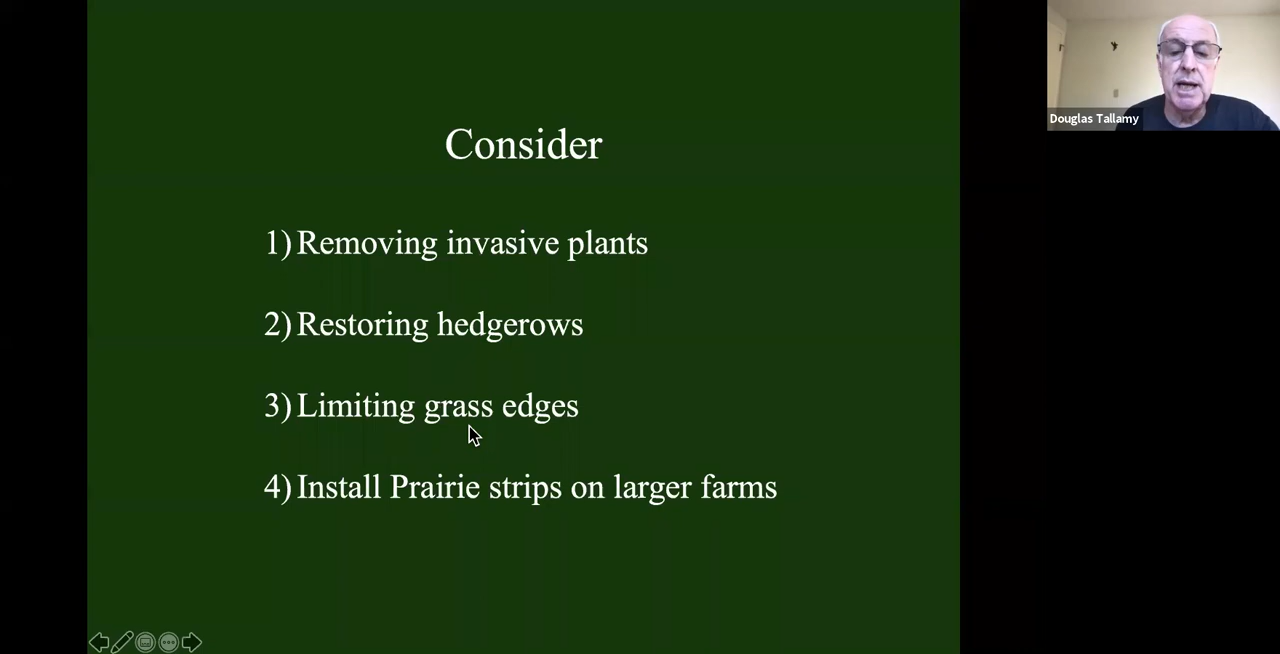 Consider
1) Removing invasive plants
2) Restoring hedgerows
3) Limiting grass edges
4) Install Prairie strips on larger farms
Douglas Tallamy